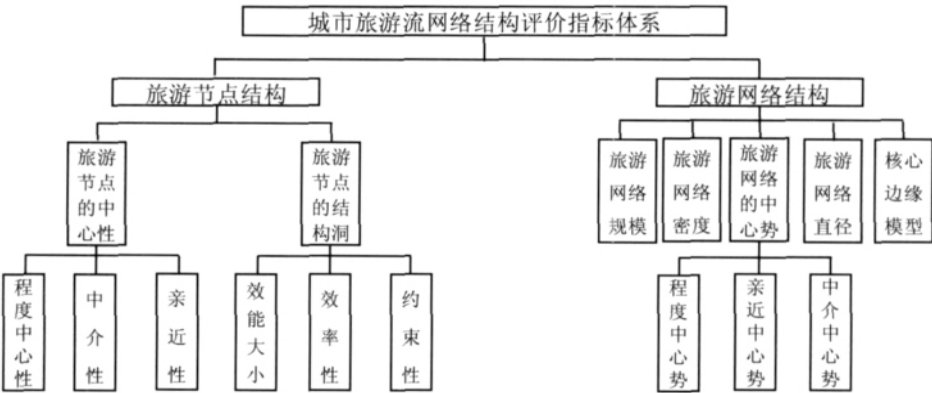 城市旅游流网络结构评价指标体系
旅游节点结构
旅游网络结构
旅游
节点
的中
心性
旅游
节点
的结
构洞
旅游
网络
规模
旅游
网络
密度
旅游
网络
的中
心势
旅游
网络
直径
核心
边缘
模型
程度中心性
中介性
亲近性
效能大小
效率性
约束性
程度中心势
亲近中心势
中介中心势